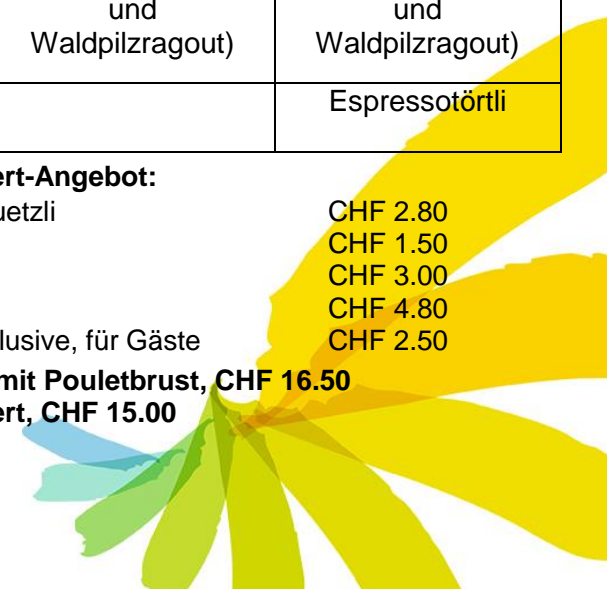 und und
Waldpilzragout) Waldpilzragout)
Espressotörtli
ert-Angebot:
uetzli CHF 2.80
CHF 1.50
CHF 3.00
CHF 4.80
lusive, für Gäste CHF 2.50
mit Pouletbrust, CHF 16.50
ert, CHF 15.00